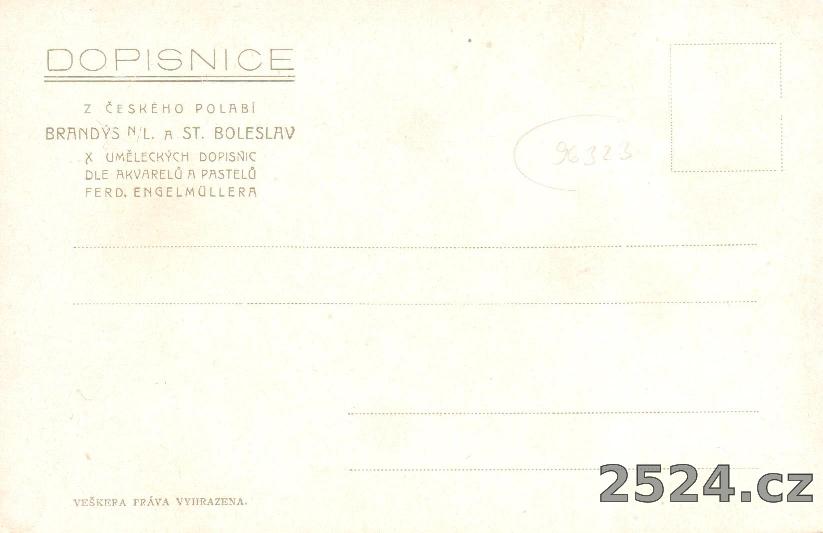 DOPISNICE
Z ČESKÉHO POLABÍ
BRANDÝS N/L. A ST. BOLESLAV
X UMĚLECKÝCH DOPISNIC
DLE AKVARELŮ A PASTELŮ
FERD. ENGELMÜLLERA
96323
VEŠKERA PRÁVA VYHRAZENA.
2524.cz